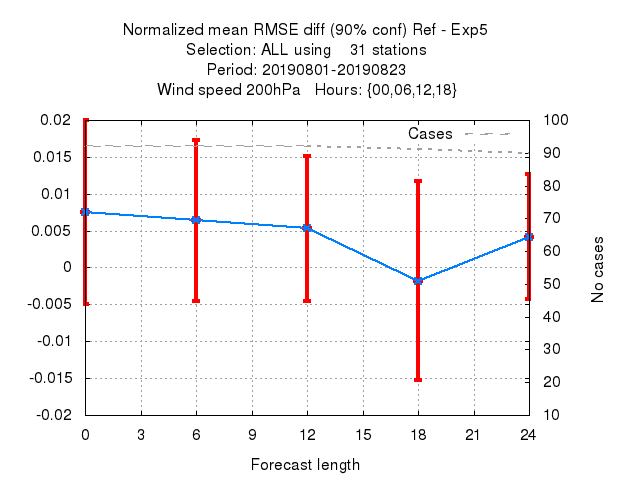 Normalized mean RMSE diff (90% conf) Ref - Exp5
Selection: ALL using    31 stations
Period: 20190801-20190823
Wind speed 200hPa   Hours: {00,06,12,18}
Cases
0.02
0.015
0.01
0.005
0
-0.005
-0.01
-0.015
-0.02
100
90
80
70
60
50
40
30
20
10
No cases
0 3 6 9 12 15 18 21 24
Forecast length